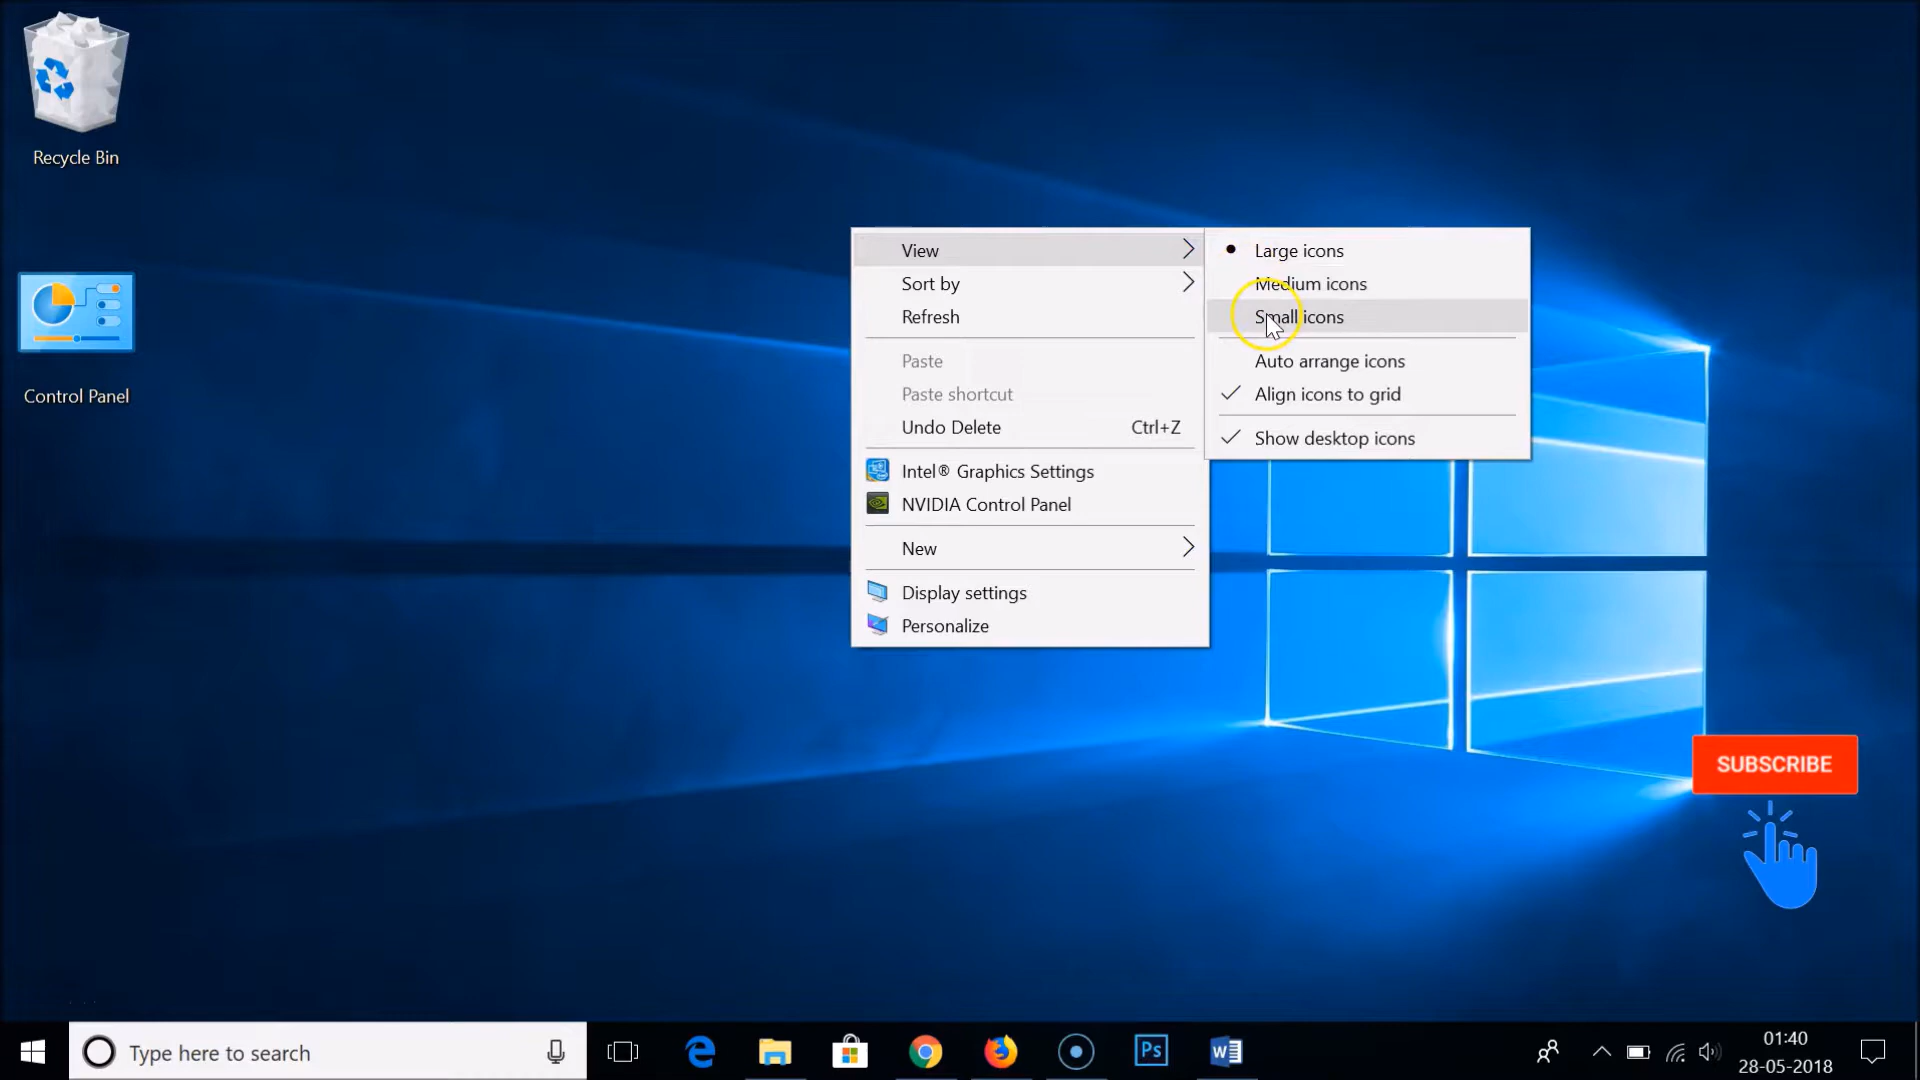 Recycle Bin
Control Panel
View
Sort by
Refresh
Paste
Paste shortcut
Undo Delete Ctrl+Z
Intel® Graphics Settings
NVIDIA Control Panel
New
Display settings
Personalize
Large icons
Medium icons
Small icons
Auto arrange icons
Align icons to grid
Show desktop icons
SUBSCRIBE
Type here to search
Ps
01:40
28-05-2018